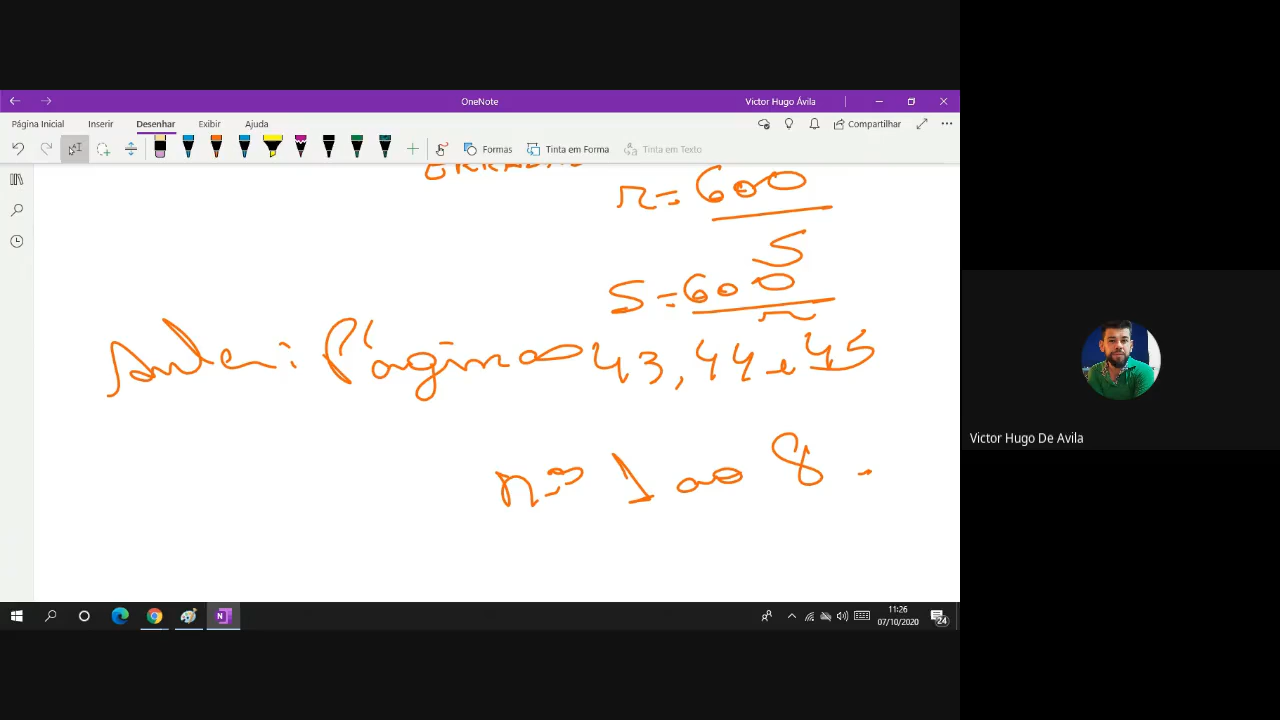 OneNote
Victor Hugo Ávila
Página Inicial Inserir Desenhar Exibir Ajuda
Compartilhar
Formas Tinta em Forma Tinta em Texto
r = 600
S
S = 600
r
Páginas 43, 44 e 45
nº 1 ao 8.
Victor Hugo De Avila
11:26
07/10/2020
24